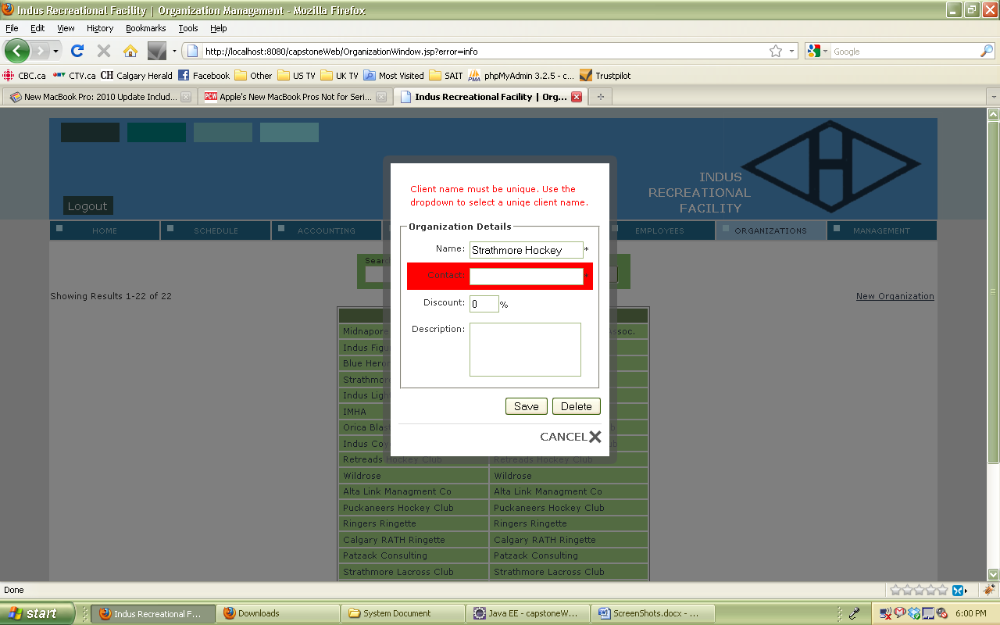 Indus Recreational Facility | Organization Management - Mozilla Firefox
File Edit View History Bookmarks Tools Help
http://localhost:8080/capstoneWeb/OrganizationWindow.jsp?error=info
Google
CBC.ca CTV.ca CH Calgary Herald Facebook Other US TV UK TV Most Visited SAIT PMA phpMyAdmin 3.2.5 - c... Trustpilot
New MacBook Pro: 2010 Update Includ... PCW Apple's New MacBook Pros Not for Seri... Indus Recreational Facility | Org...
INDUS
RECREATIONAL
FACILITY
Logout
HOME SCHEDULE ACCOUNTING EMPLOYEES ORGANIZATIONS MANAGEMENT
Client name must be unique. Use the
dropdown to select a uniqe client name.
Organization Details
Name: Strathmore Hockey *
Contact: *
Discount: 0 %
Description:
Save Delete
CANCEL
Showing Results 1-22 of 22
New Organization
Midnapore
Indus Figu
Blue Heron
Strathmore
Indus Ligh
IMHA
Orica Blas
Indus Coy
Retreads Hockey Club Retreads Hockey Club
Wildrose Wildrose
Alta Link Managment Co Alta Link Managment Co
Puckaneers Hockey Club Puckaneers Hockey Club
Ringers Ringette Ringers Ringette
Calgary RATH Ringette Calgary RATH Ringette
Patzack Consulting Patzack Consulting
Strathmore Lacross Club Strathmore Lacross Club
Done
start Indus Recreational F... Downloads System Document Java EE - capstoneW... ScreenShots.docx - ... 6:00 PM